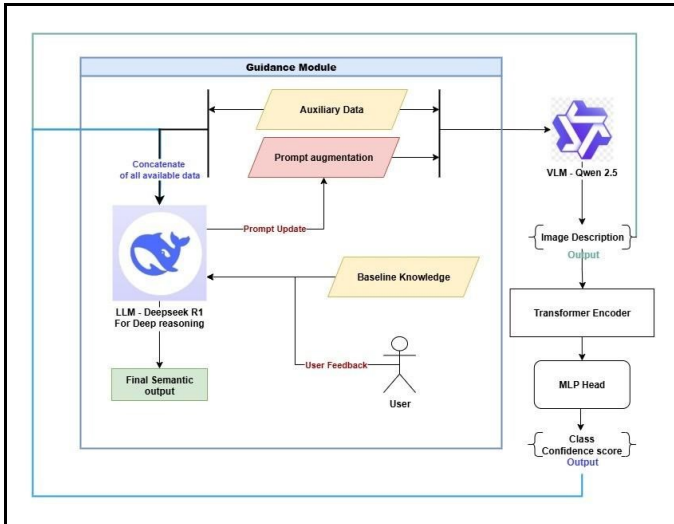 Guidance Module
Auxiliary Data
Prompt augmentation
Concatenate
of all available data
VLM - Qwen 2.5
Prompt Update
Image Description
Output
Baseline Knowledge
LLM - Deepseek R1
For Deep reasoning
Transformer Encoder
User Feedback
Final Semantic
output
MLP Head
User
Class
Confidence score
Output